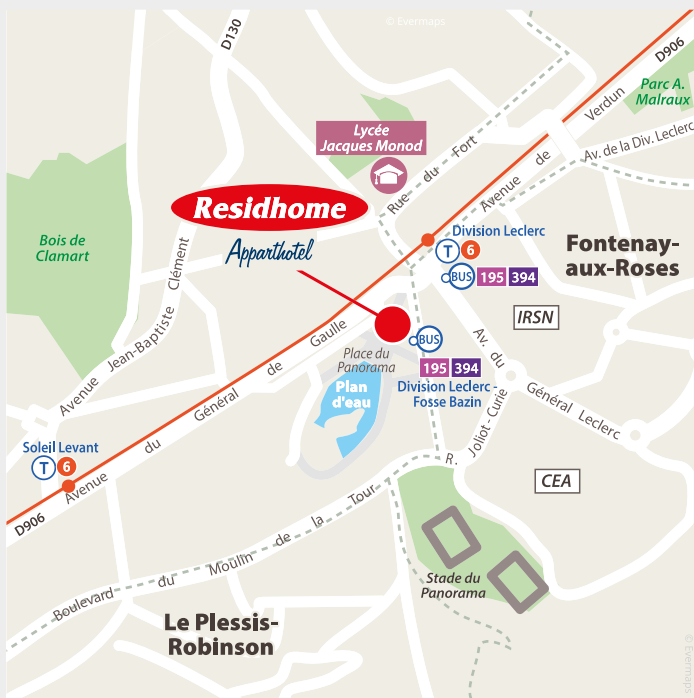 © Evermaps
D130
D906
Parc A.
Malraux
Verdun
Av. de la Div. Leclerc
Lycée
Jacques Monod
Rue du Fort
Avenue de
Residhome
Apparthotel
Division Leclerc
T 6
BUS 195 394
Fontenay-
aux-Roses
Bois de
Clamart
Avenue Jean-Baptiste Clément
IRSN
BUS
195 394
Division Leclerc -
Fosse Bazin
Place du
Panorama
Plan
d'eau
Avenue du Général de Gaulle
Av. du Général Leclerc
R. Joliot-Curie
Soleil Levant
T 6
D906
CEA
Boulevard du Moulin de la Tour
Stade du
Panorama
Le Plessis-
Robinson
© Evermaps